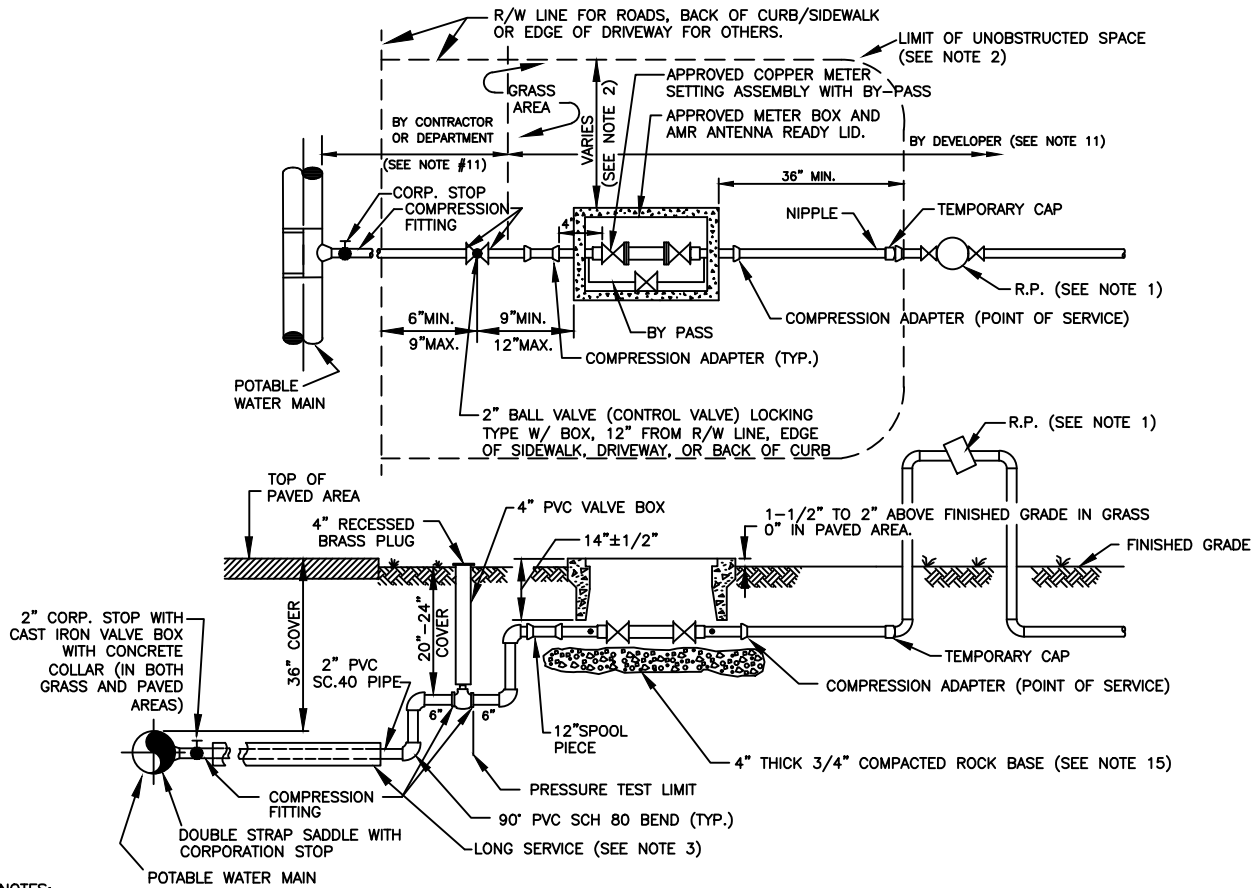 R/W LINE FOR ROADS, BACK OF CURB/SIDEWALK
OR EDGE OF DRIVEWAY FOR OTHERS.
LIMIT OF UNOBSTRUCTED SPACE
(SEE NOTE 2)
APPROVED COPPER METER
SETTING ASSEMBLY WITH BY-PASS
GRASS
AREA
VARIES
(SEE NOTE 2)
APPROVED METER BOX AND
AMR ANTENNA READY LID.
BY CONTRACTOR
OR DEPARTMENT
(SEE NOTE #11)
BY DEVELOPER (SEE NOTE 11)
36" MIN.
CORP. STOP
COMPRESSION
FITTING
4"
NIPPLE
TEMPORARY CAP
R.P. (SEE NOTE 1)
6"MIN.
9"MAX.
9"MIN.
12"MAX.
BY PASS
COMPRESSION ADAPTER (POINT OF SERVICE)
COMPRESSION ADAPTER (TYP.)
POTABLE
WATER MAIN
2" BALL VALVE (CONTROL VALVE) LOCKING
TYPE W/ BOX, 12" FROM R/W LINE, EDGE
OF SIDEWALK, DRIVEWAY, OR BACK OF CURB
R.P. (SEE NOTE 1)
TOP OF
PAVED AREA
4" RECESSED
BRASS PLUG
4" PVC VALVE BOX
14"±1/2"
1-1/2" TO 2" ABOVE FINISHED GRADE IN GRASS
0" IN PAVED AREA.
FINISHED GRADE
2" CORP. STOP WITH
CAST IRON VALVE BOX
WITH CONCRETE
COLLAR (IN BOTH
GRASS AND PAVED
AREAS)
36" COVER
20"-24"
COVER
2" PVC
SC.40 PIPE
6"
6"
TEMPORARY CAP
COMPRESSION ADAPTER (POINT OF SERVICE)
12"SPOOL
PIECE
4" THICK 3/4" COMPACTED ROCK BASE (SEE NOTE 15)
PRESSURE TEST LIMIT
COMPRESSION
FITTING
90° PVC SCH 80 BEND (TYP.)
DOUBLE STRAP SADDLE WITH
CORPORATION STOP
LONG SERVICE (SEE NOTE 3)
POTABLE WATER MAIN
NOTES: